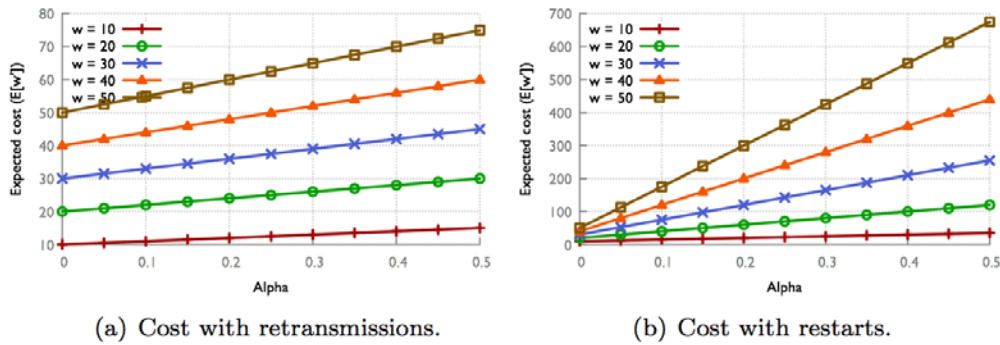 80
70
60
50
40
30
20
10
Expected cost (E[w'])
w = 10
w = 20
w = 30
w = 40
w = 50
0
0.1
0.2
0.3
0.4
0.5
Alpha
(a) Cost with retransmissions.
700
600
500
400
300
200
100
0
Expected cost (E[w'])
w = 10
w = 20
w = 30
w = 40
w = 50
0
0.1
0.2
0.3
0.4
0.5
Alpha
(b) Cost with restarts.